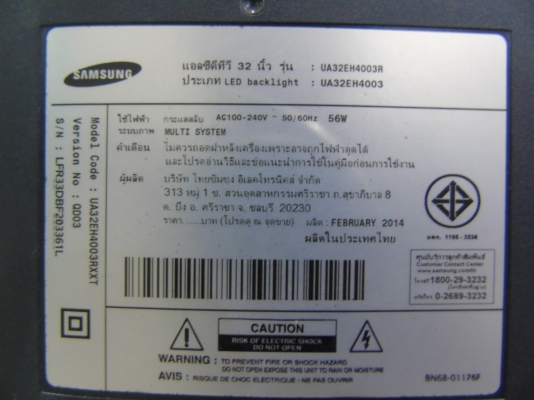 SAMSUNG
แอลซีดีทีวี 32 นิ้ว รุ่น : UA32EH4003R
ประเภท LED backlight : UA32EH4003
ใช้ไฟฟ้า กระแสสลับ AC100-240V ~ 50/60Hz 56W
ระบบภาพ MULTI SYSTEM
คำเตือน ไม่ควรถอดฝาหลังเครื่องเพราะอาจถูกไฟฟ้าดูดได้
และโปรดอ่านวิธีและข้อแนะนำการใช้ในคู่มือก่อนการใช้งาน
ผู้ผลิต บริษัท ไทยซัมซุง อิเลคโทรนิคส์ จำกัด
313 หมู่ 1 ซ. สวนอุตสาหกรรมศรีราชา ถ.สุขาภิบาล 8
ต. บึง อ. ศรีราชา จ. ชลบุรี 20230
ราคา......บาท (โปรดดู ณ จุดขาย) ผลิต : FEBRUARY 2014
ผลิตในประเทศไทย
มอก. 1195-2536
ศูนย์บริการลูกค้าสัมพันธ์
Customer Contact Center
www.samsung.com/th
โทรฟรี 1800-29-3232
0-2689-3232
Model Code : UA32EH4003RXXT
Version No : QD03
S/N : LFR33DBF203361L
CAUTION
RISK OF ELECTRIC SHOCK
DO NOT OPEN
WARNING : TO PREVENT FIRE OR SHOCK HAZARD
DO NOT EXPOSE THIS APPLICATION TO RAIN OR MOISTURE
AVIS : RISQUE DE CHOC ELECTRIQUE - NE PAS OUVRIR
BN68-01176F